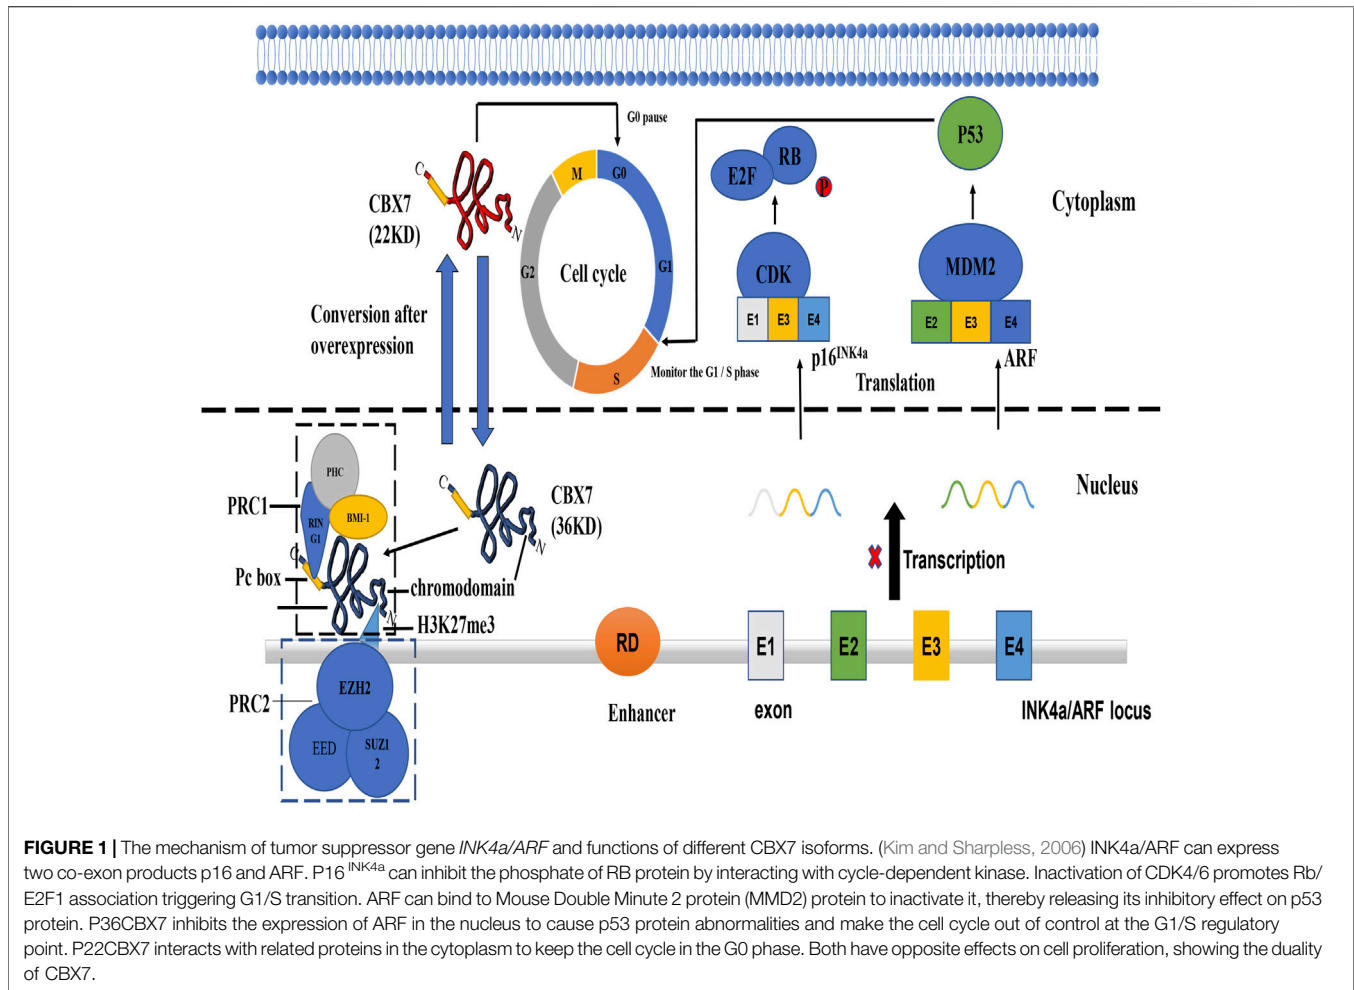 G0 pause
P53
RB
E2F
P
M
G0
C
CBX7
(22KD)
N
Cytoplasm
G2
Cell cycle
G1
CDK
MDM2
Conversion after
overexpression
E1 E3 E4
E2 E3 E4
p16INK4a
ARF
S
Monitor the G1 / S phase
Translation
PHC
C
CBX7
(36KD)
N
Nucleus
PRC1
RIN
G1
BMI-1
X
Transcription
C
Pc box
chromodomain
N
H3K27me3
RD
E1
E2
E3
E4
PRC2
EZH2
Enhancer
exon
INK4a/ARF locus
EED
SUZ1
2
FIGURE 1 | The mechanism of tumor suppressor gene INK4a/ARF and functions of different CBX7 isoforms. (Kim and Sharpless, 2006) INK4a/ARF can express
two co-exon products p16 and ARF. P16 INK4a can inhibit the phosphate of RB protein by interacting with cycle-dependent kinase. Inactivation of CDK4/6 promotes Rb/
E2F1 association triggering G1/S transition. ARF can bind to Mouse Double Minute 2 protein (MMD2) protein to inactivate it, thereby releasing its inhibitory effect on p53
protein. P36CBX7 inhibits the expression of ARF in the nucleus to cause p53 protein abnormalities and make the cell cycle out of control at the G1/S regulatory
point. P22CBX7 interacts with related proteins in the cytoplasm to keep the cell cycle in the G0 phase. Both have opposite effects on cell proliferation, showing the duality
of CBX7.